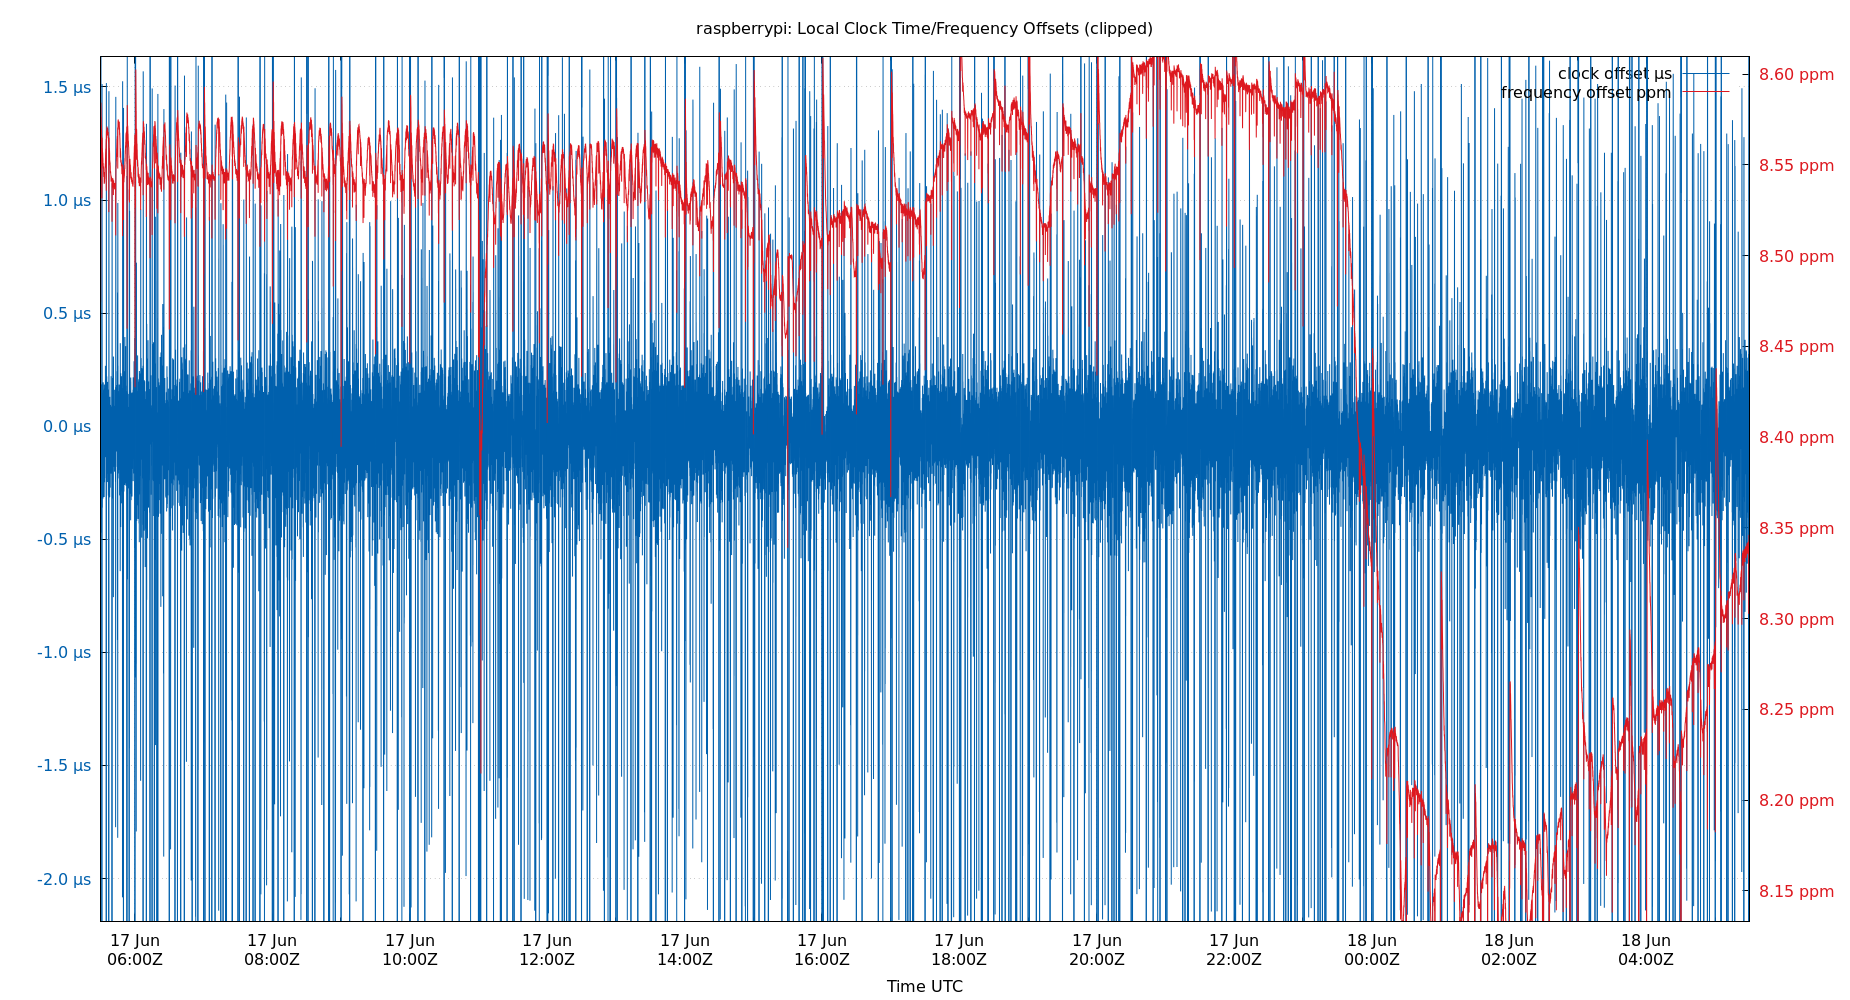 raspberrypi: Local Clock Time/Frequency Offsets (clipped)
clock offset µs
frequency offset ppm
1.5 µs
1.0 µs
0.5 µs
0.0 µs
-0.5 µs
-1.0 µs
-1.5 µs
-2.0 µs
8.60 ppm
8.55 ppm
8.50 ppm
8.45 ppm
8.40 ppm
8.35 ppm
8.30 ppm
8.25 ppm
8.20 ppm
8.15 ppm
17 Jun 17 Jun 17 Jun 17 Jun 17 Jun 17 Jun 17 Jun 17 Jun 17 Jun 18 Jun 18 Jun 18 Jun
06:00Z 08:00Z 10:00Z 12:00Z 14:00Z 16:00Z 18:00Z 20:00Z 22:00Z 00:00Z 02:00Z 04:00Z
Time UTC